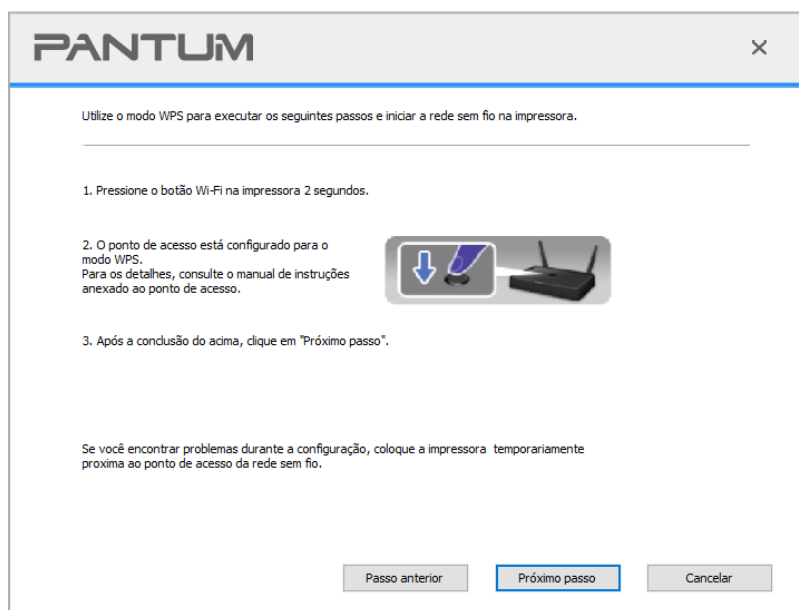 PANTUM
Utilize o modo WPS para executar os seguintes passos e iniciar a rede sem fio na impressora.
1. Pressione o botão Wi-Fi na impressora 2 segundos.
2. O ponto de acesso está configurado para o
modo WPS.
Para os detalhes, consulte o manual de instruções
anexado ao ponto de acesso.
3. Após a conclusão do acima, clique em "Próximo passo".
Se você encontrar problemas durante a configuração, coloque a impressora temporariamente
proxima ao ponto de acesso da rede sem fio.
Passo anterior
Próximo passo
Cancelar